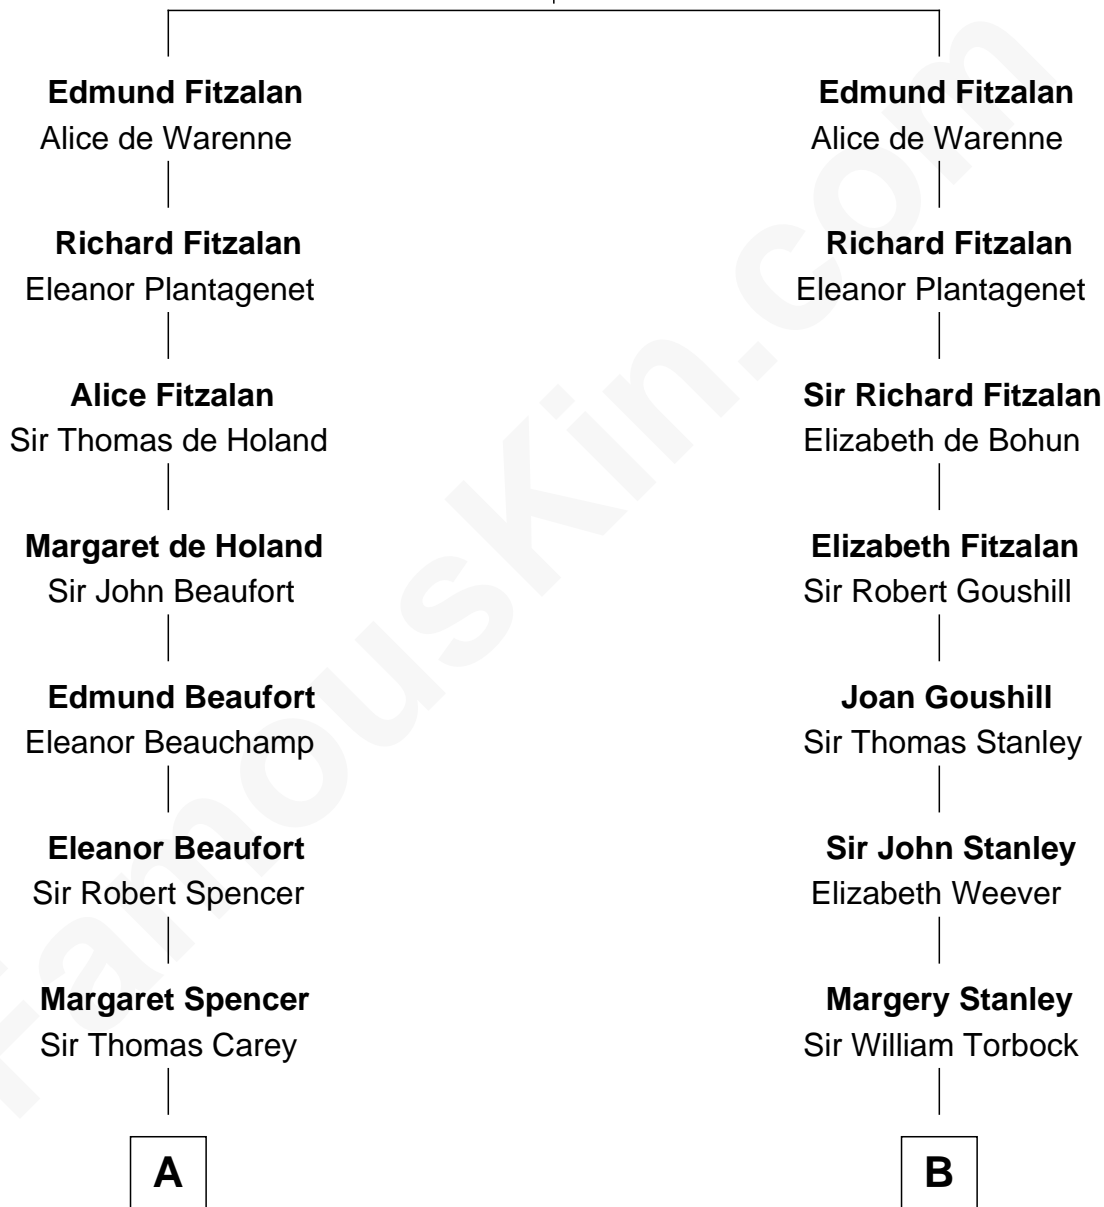 Edmund Fitzalan
Alice de Warenne
Richard Fitzalan
Eleanor Plantagenet
Alice Fitzalan
Sir Thomas de Holand
Margaret de Holand
Sir John Beaufort
Edmund Beaufort
Eleanor Beauchamp
Eleanor Beaufort
Sir Robert Spencer
Margaret Spencer
Sir Thomas Carey
A
Edmund Fitzalan
Alice de Warenne
Richard Fitzalan
Eleanor Plantagenet
Sir Richard Fitzalan
Elizabeth de Bohun
Elizabeth Fitzalan
Sir Robert Goushill
Joan Goushill
Sir Thomas Stanley
Sir John Stanley
Elizabeth Weever
Margery Stanley
Sir William Torbock
B
FamousKin.com